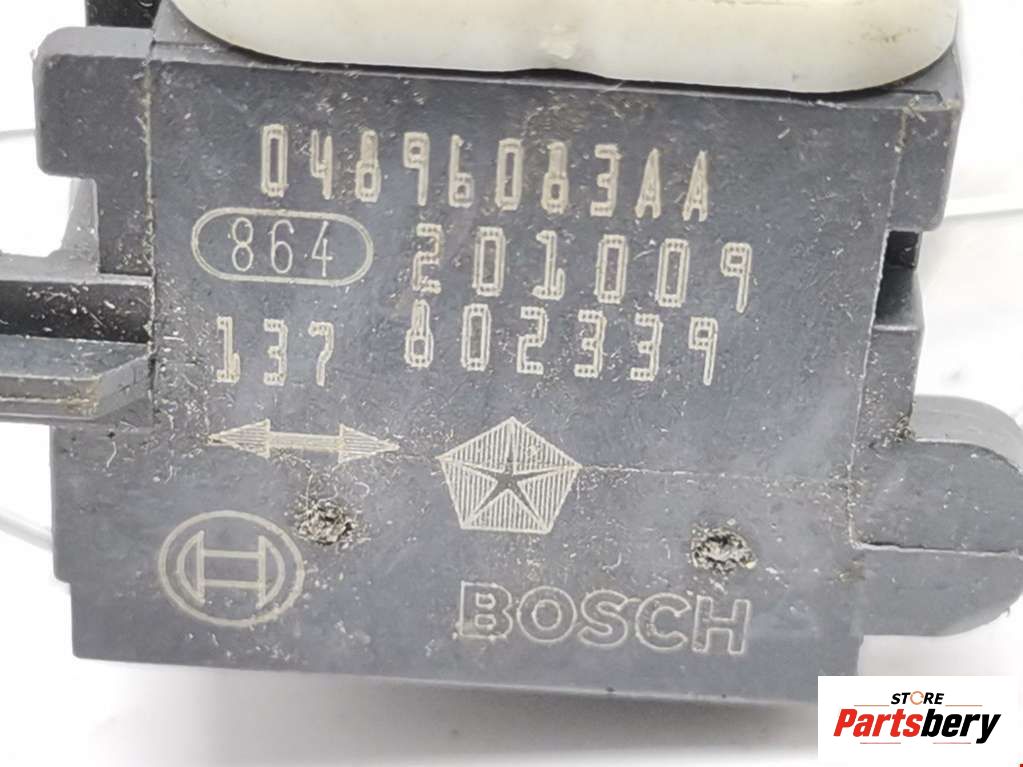 04896083AA
864 201009
137 802339
BOSCH
STORE
Partsbery